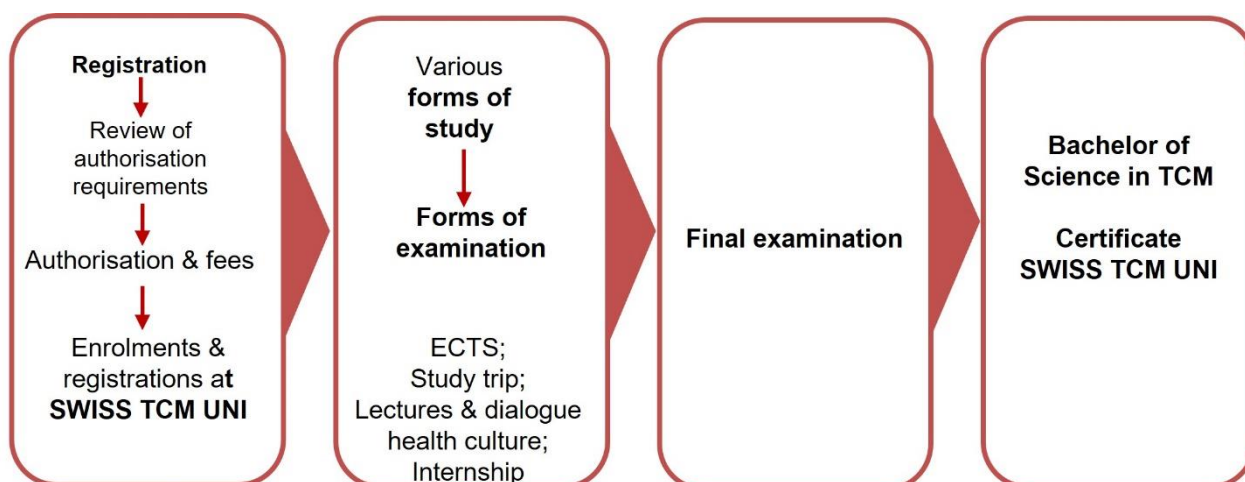 Registration
Review of
authorisation
requirements
Authorisation & fees
Enrolments &
registrations at
SWISS TCM UNI
Various
forms of
study
Forms of
examination
ECTS;
Study trip;
Lectures & dialogue
health culture;
Internship
Final examination
Bachelor of
Science in TCM
Certificate
SWISS TCM UNI